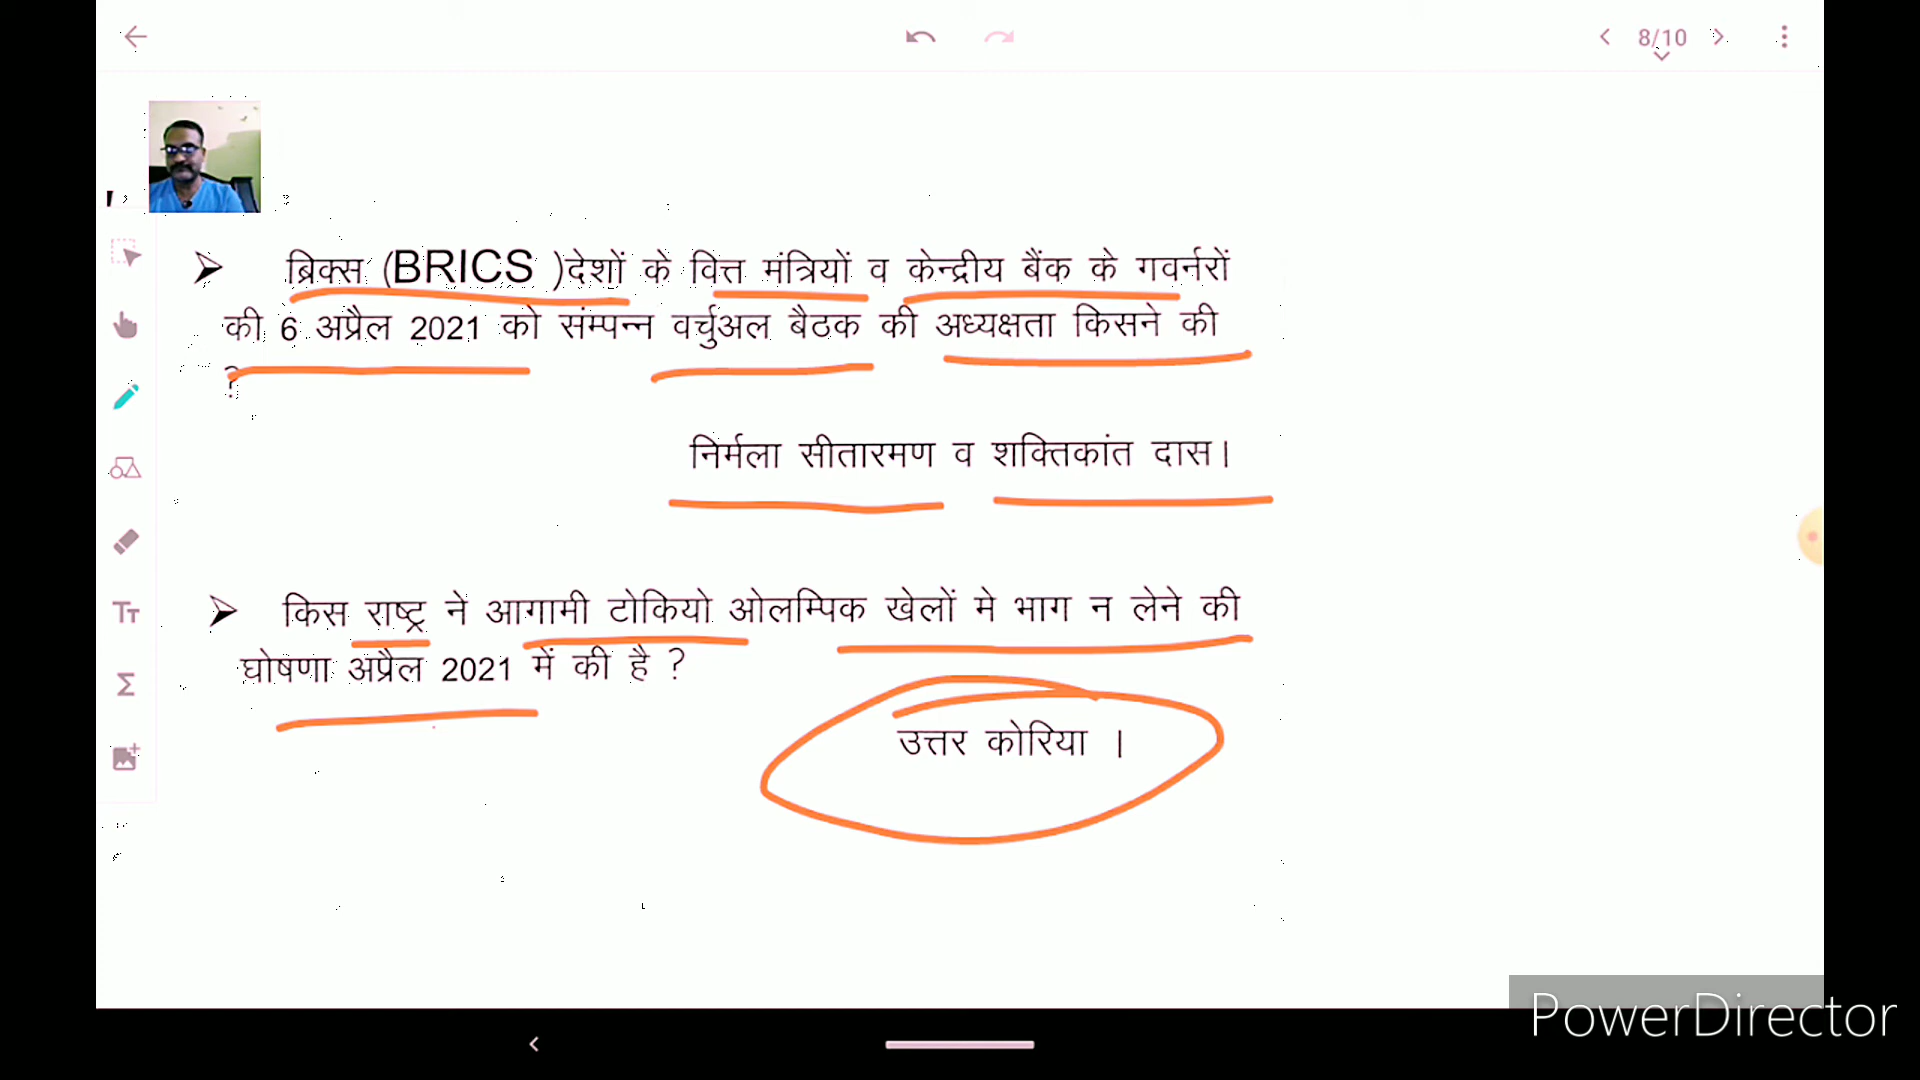 8/10
ब्रिक्स (BRICS )देशों के वित्त मंत्रियों व केन्द्रीय बैंक के गवर्नरों
की 6 अप्रैल 2021 को संम्पन्न वर्चुअल बैठक की अध्यक्षता किसने की
?
निर्मला सीतारमण व शक्तिकांत दास।
किस राष्ट्र ने आगामी टोकियो ओलम्पिक खेलों मे भाग न लेने की
घोषणा अप्रैल 2021 में की है ?
उत्तर कोरिया ।
Tт
Σ
PowerDirector